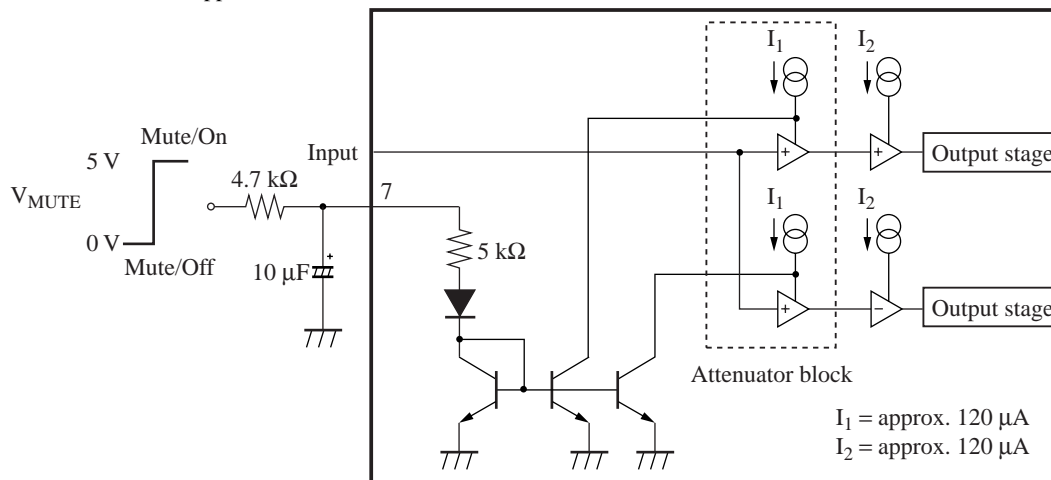 I₁ I₂
Mute/On
5 V
Input
Output stage
4.7 kΩ
7
V_MUTE
I₁ I₂
0 V
5 kΩ
Mute/Off
10 μF
+
+
+
+
−
Output stage
Attenuator block
I₁ = approx. 120 μA
I₂ = approx. 120 μA